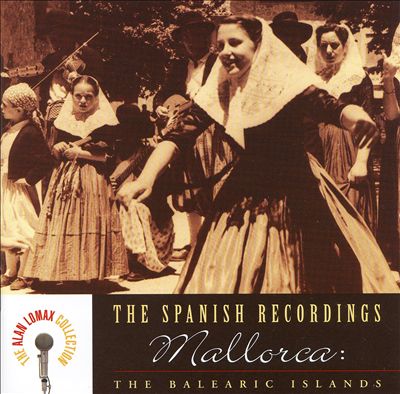 THE SPANISH RECORDINGS
Mallorca:
THE BALEARIC ISLANDS
THE ALAN LOMAX COLLECTION